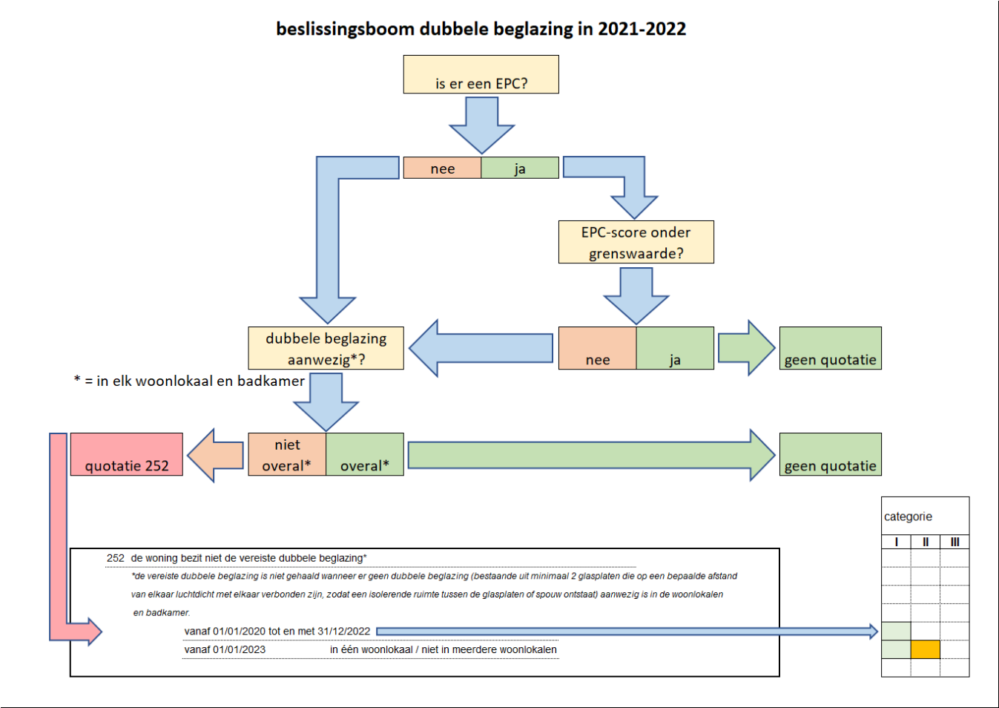 beslissingsboom dubbele beglazing in 2021-2022
is er een EPC?
nee
ja
EPC-score onder
grenswaarde?
dubbele beglazing
aanwezig*?
nee
ja
geen quotatie
* = in elk woonlokaal en badkamer
quotatie 252
niet
overal*
overal*
geen quotatie
categorie
I II III
252 de woning bezit niet de vereiste dubbele beglazing*
*de vereiste dubbele beglazing is niet gehaald wanneer er geen dubbele beglazing (bestaande uit minimaal 2 glasplaten die op een bepaalde afstand
van elkaar luchtdicht met elkaar verbonden zijn, zodat een isolerende ruimte tussen de glasplaten of spouw ontstaat) aanwezig is in de woonlokalen
en badkamer.
vanaf 01/01/2020 tot en met 31/12/2022
vanaf 01/01/2023 in één woonlokaal / niet in meerdere woonlokalen